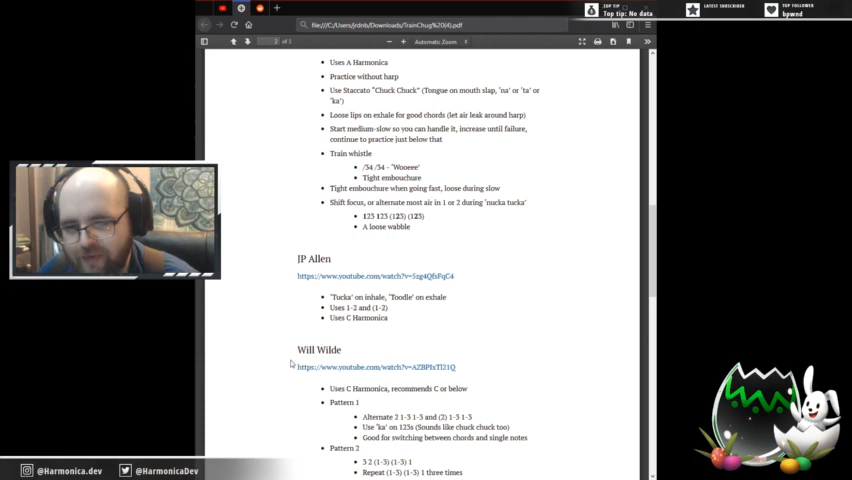 TOP TIP
Top tip: No data
LATEST SUBSCRIBER
TOP FOLLOWER
bpwnd
file:///C:/Users/jrdnb/Downloads/TrainChug%20(4).pdf
2 of 3
Automatic Zoom
• Uses A Harmonica
• Practice without harp
• Use Staccato “Chuck Chuck” (Tongue on mouth slap, ‘na’ or ‘ta’ or
‘ka’)
• Loose lips on exhale for good chords (let air leak around harp)
• Start medium-slow so you can handle it, increase until failure,
continue to practice just below that
• Train whistle
• /34 /34 - ‘Wooeee’
• Tight embouchure
• Tight embouchure when going fast, loose during slow
• Shift focus, or alternate most air in 1 or 2 during ‘nucka tucka’
• 123 123 (123) (123)
• A loose wabble
JP Allen
https://www.youtube.com/watch?v=5zg4QfsFqC4
• ‘Tucka’ on inhale, ‘Toodle’ on exhale
• Uses 1-2 and (1-2)
• Uses C Harmonica
Will Wilde
https://www.youtube.com/watch?v=AZBPIxTl21Q
• Uses C Harmonica, recommends C or below
• Pattern 1
• Alternate 2 1-3 1-3 and (2) 1-3 1-3
• Use ‘ka’ on 123s (Sounds like chuck chuck too)
• Good for switching between chords and single notes
• Pattern 2
• 3 2 (1-3) (1-3) 1
• Repeat (1-3) (1-3) 1 three times
@Harmonica.dev
@HarmonicaDev